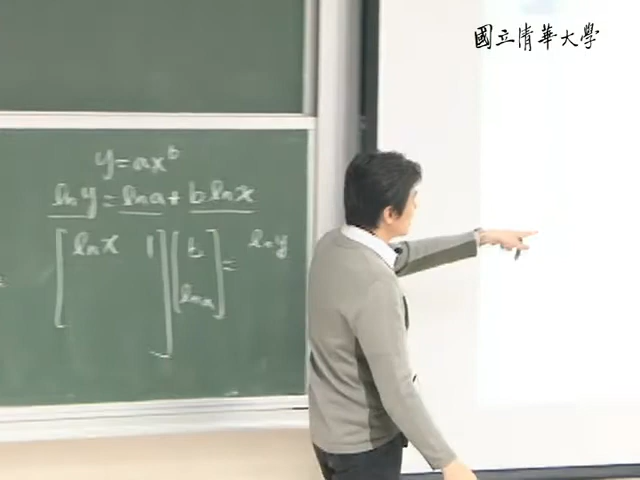 國立清華大學
y = ax^b
ln y = ln a + b ln x
[ ln x 1 ] [ b ] = ln y
[ ln a ]